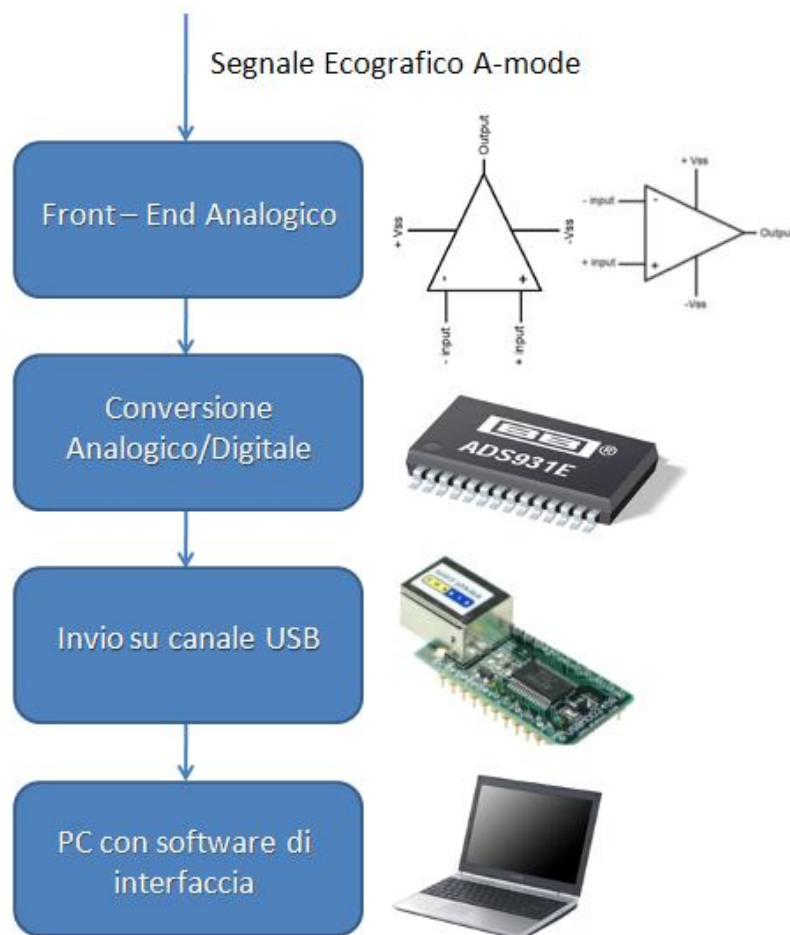 Segnale Ecografico A-mode
Front – End Analogico
Output
+ Vss
-Vss
-
+
- input
+ input
+ Vss
- input
-
Output
+ input
+
-Vss
Conversione
Analogico/Digitale
BB ®
ADS931E
Invio su canale USB
PC con software di
interfaccia